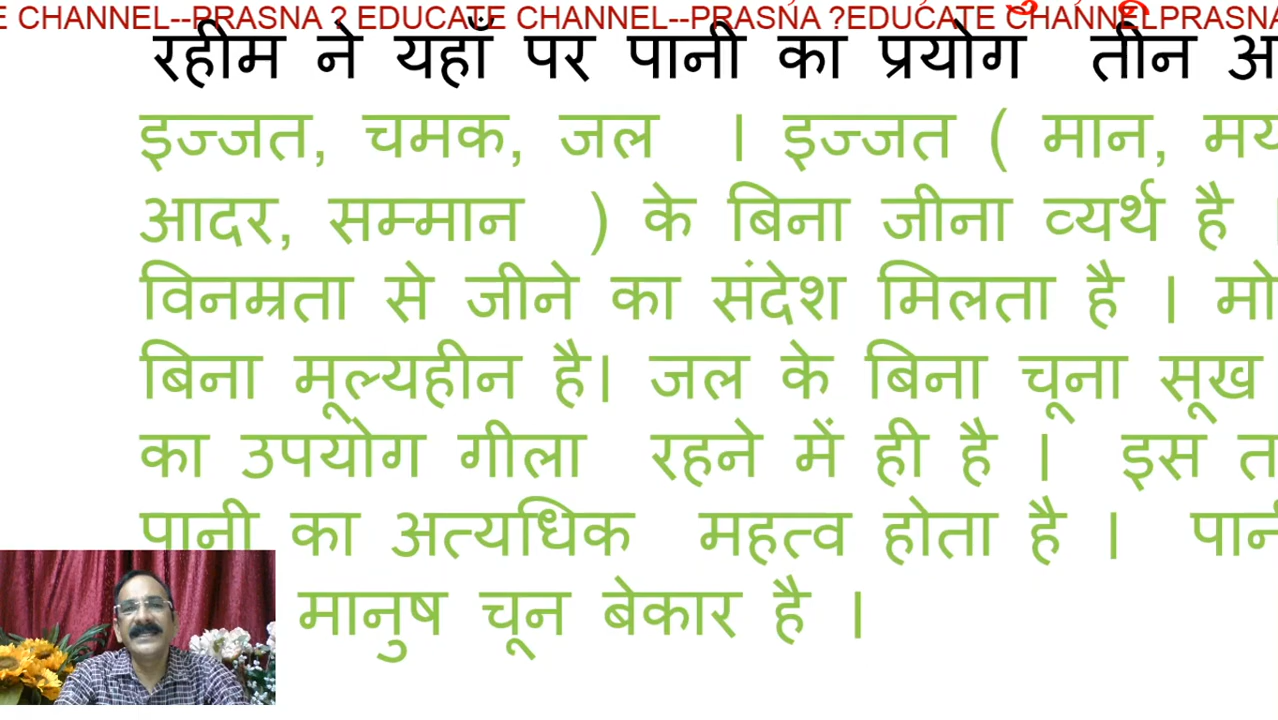 CHANNEL--PRASNA ? EDUCATE CHANNEL--PRASNA ?EDUCATE CHANNELPRASNA
रहीम ने यहाँ पर पानी का प्रयोग तीन
इज्जत, चमक, जल । इज्जत ( मान,
आदर, सम्मान ) के बिना जीना व्यर्थ है ।
विनम्रता से जीने का संदेश मिलता है ।
बिना मूल्यहीन है। जल के बिना चूना सूख
का उपयोग गीला रहने में ही है । इस
पानी का अत्यधिक महत्व होता है ।
मानुष चून बेकार है ।